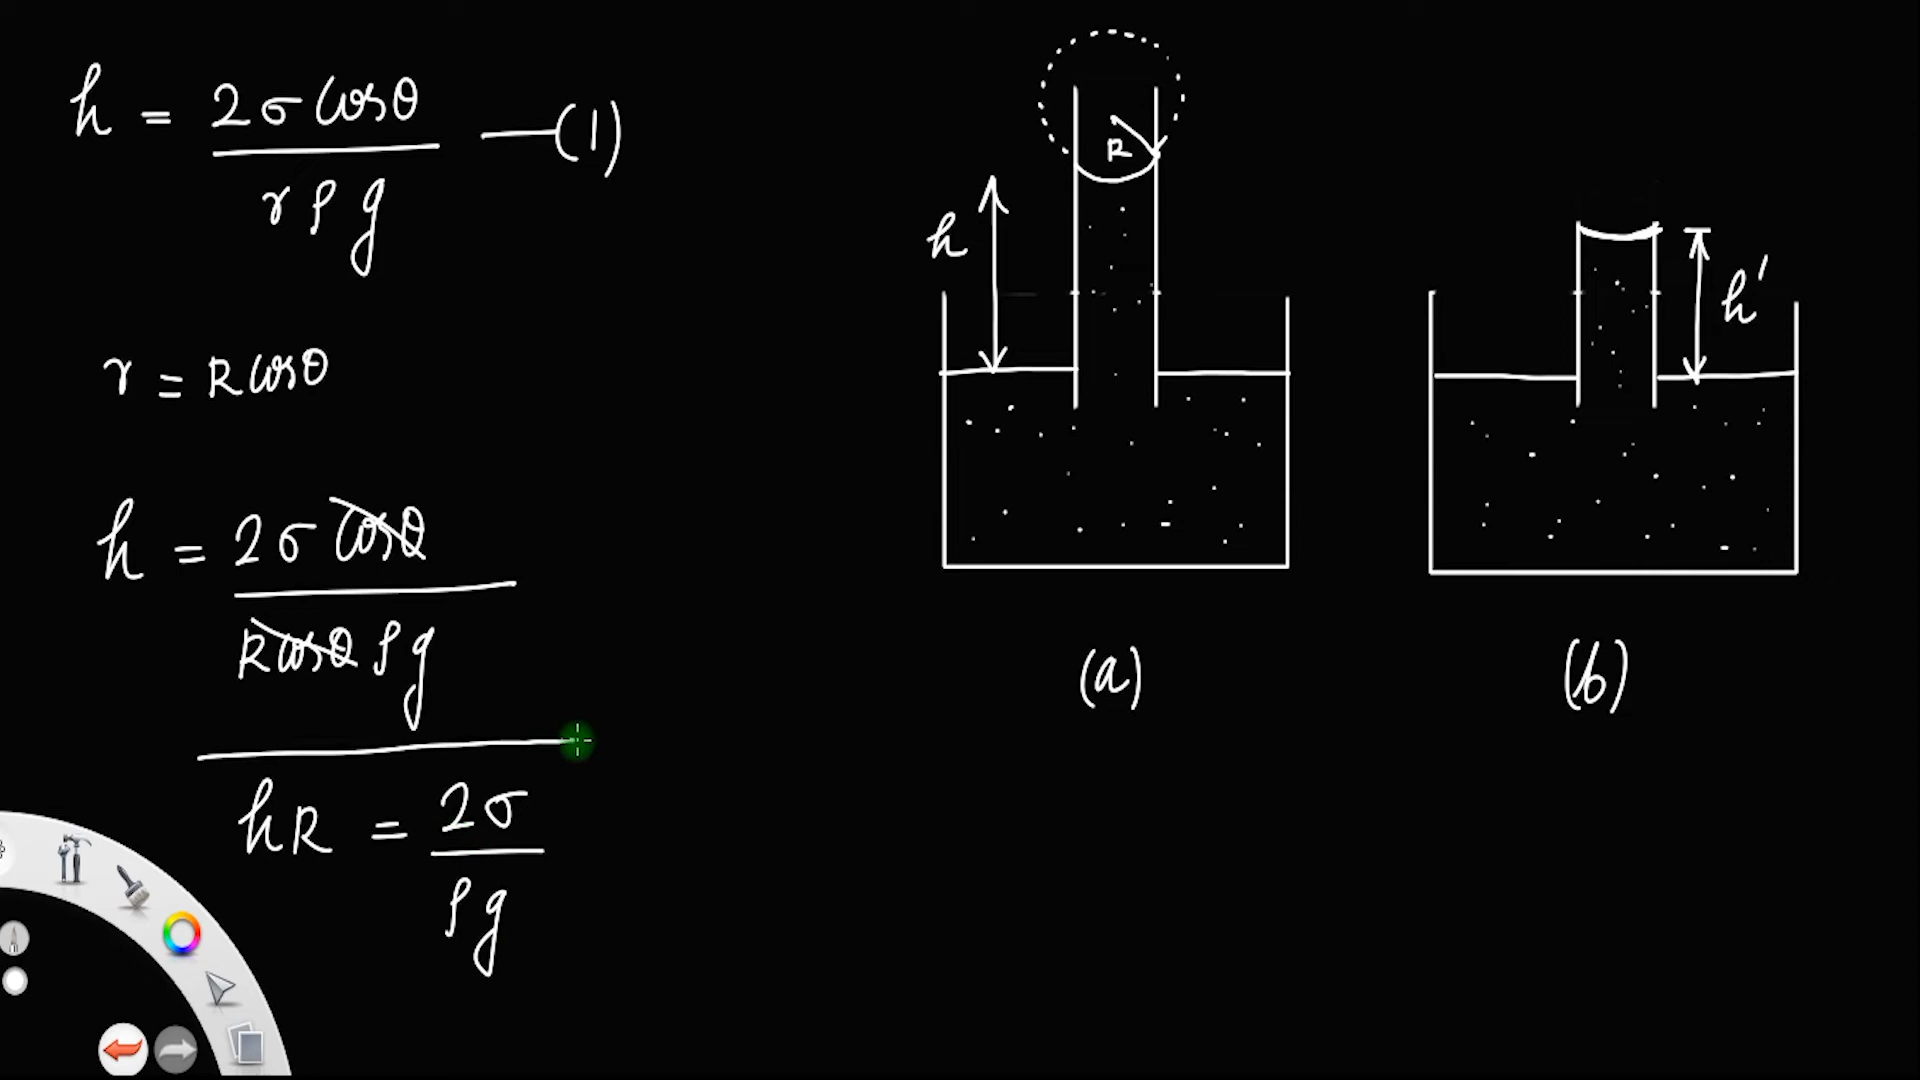 h = 2σ cosθ / rρg —(1)
r = R cosθ
h = 2σ cosθ / R cosθ ρg
hR = 2σ / ρg
R
h
h'
(a)
(b)